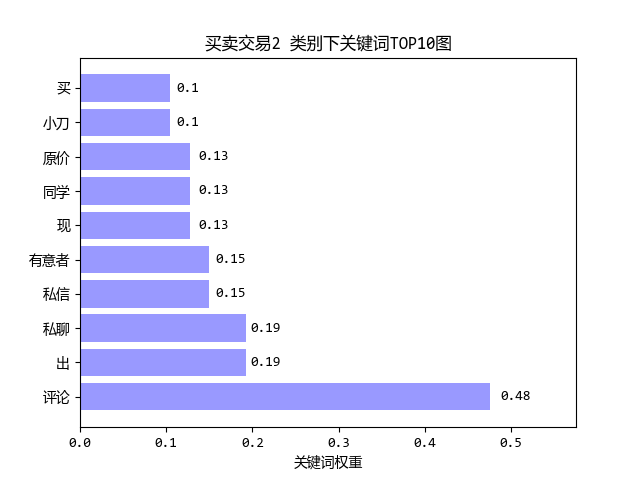 买卖交易2 类别下关键词TOP10图
买 0.1
小刀 0.1
原价 0.13
同学 0.13
现 0.13
有意者 0.15
私信 0.15
私聊 0.19
出 0.19
评论 0.48
0.0 0.1 0.2 0.3 0.4 0.5
关键词权重